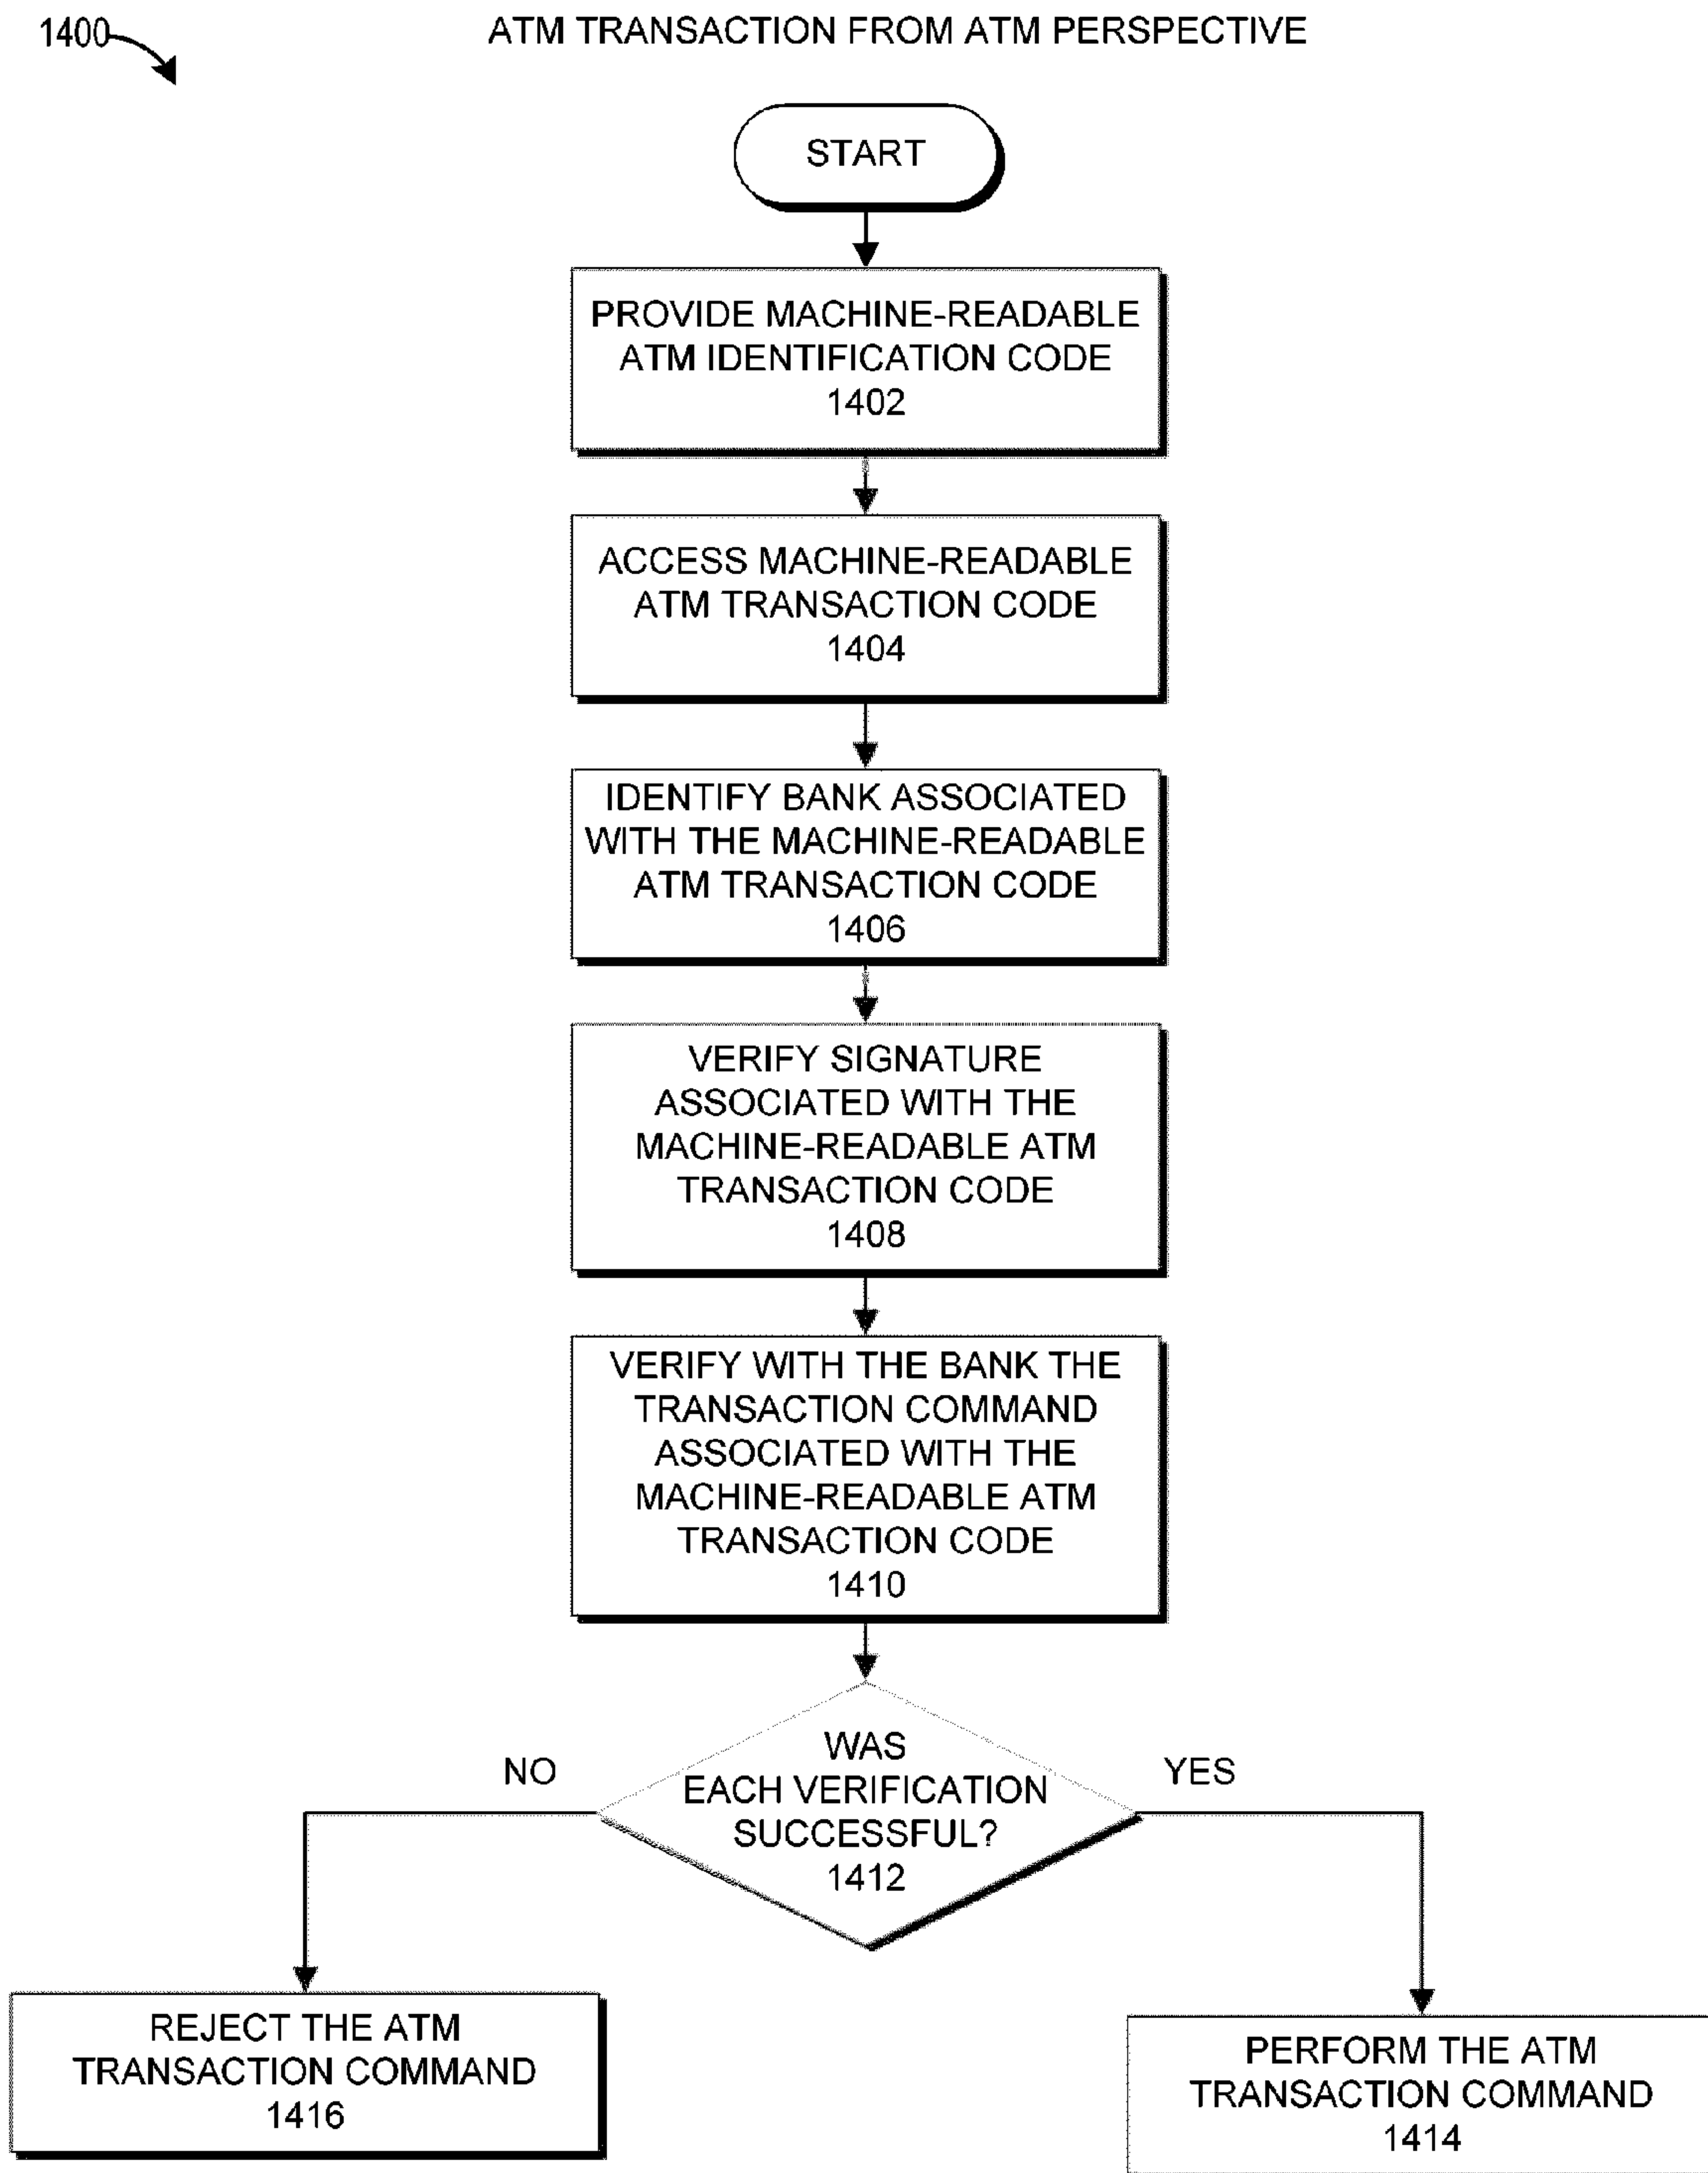 1400
ATM TRANSACTION FROM ATM PERSPECTIVE
START
PROVIDE MACHINE-READABLE
ATM IDENTIFICATION CODE
1402
ACCESS MACHINE-READABLE
ATM TRANSACTION CODE
1404
IDENTIFY BANK ASSOCIATED
WITH THE MACHINE-READABLE
ATM TRANSACTION CODE
1406
VERIFY SIGNATURE
ASSOCIATED WITH THE
MACHINE-READABLE ATM
TRANSACTION CODE
1408
VERIFY WITH THE BANK THE
TRANSACTION COMMAND
ASSOCIATED WITH THE
MACHINE-READABLE ATM
TRANSACTION CODE
1410
WAS
EACH VERIFICATION
SUCCESSFUL?
1412
NO
YES
REJECT THE ATM
TRANSACTION COMMAND
1416
PERFORM THE ATM
TRANSACTION COMMAND
1414